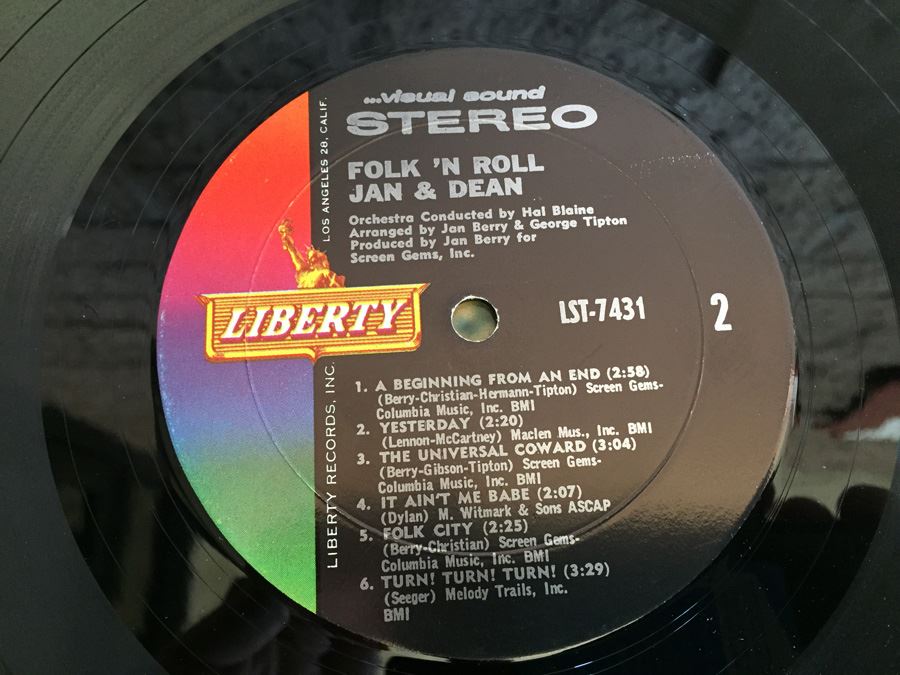 ...visual sound
STEREO
FOLK 'N ROLL
JAN & DEAN
Orchestra Conducted by Hal Blaine
Arranged by Jan Berry & George Tipton
Produced by Jan Berry for
Screen Gems, Inc.
LIBERTY
LST-7431
2
1. A BEGINNING FROM AN END (2:58)
(Berry-Christian-Hermann-Tipton) Screen Gems-
Columbia Music, Inc. BMI
2. YESTERDAY (2:20)
(Lennon-McCartney) Maclen Mus., Inc. BMI
3. THE UNIVERSAL COWARD (3:04)
(Berry-Gibson-Tipton) Screen Gems-
Columbia Music, Inc. BMI
4. IT AIN'T ME BABE (2:07)
(Dylan) M. Witmark & Sons ASCAP
5. FOLK CITY (2:25)
(Berry-Christian) Screen Gems-
Columbia Music, Inc. BMI
6. TURN! TURN! TURN! (3:29)
(Seeger) Melody Trails, Inc.
BMI
LIBERTY RECORDS, INC. LOS ANGELES 28, CALIF.